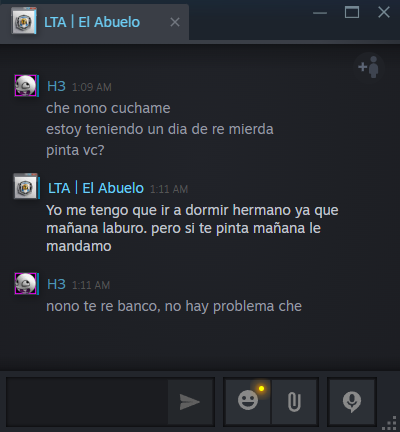 LTA | El Abuelo
H3 1:09 AM
che nono cuchame
estoy teniendo un dia de re mierda
pinta vc?
LTA | El Abuelo 1:11 AM
Yo me tengo que ir a dormir hermano ya que
mañana laburo. pero si te pinta mañana le
mandamo
H3 1:11 AM
nono te re banco, no hay problema che